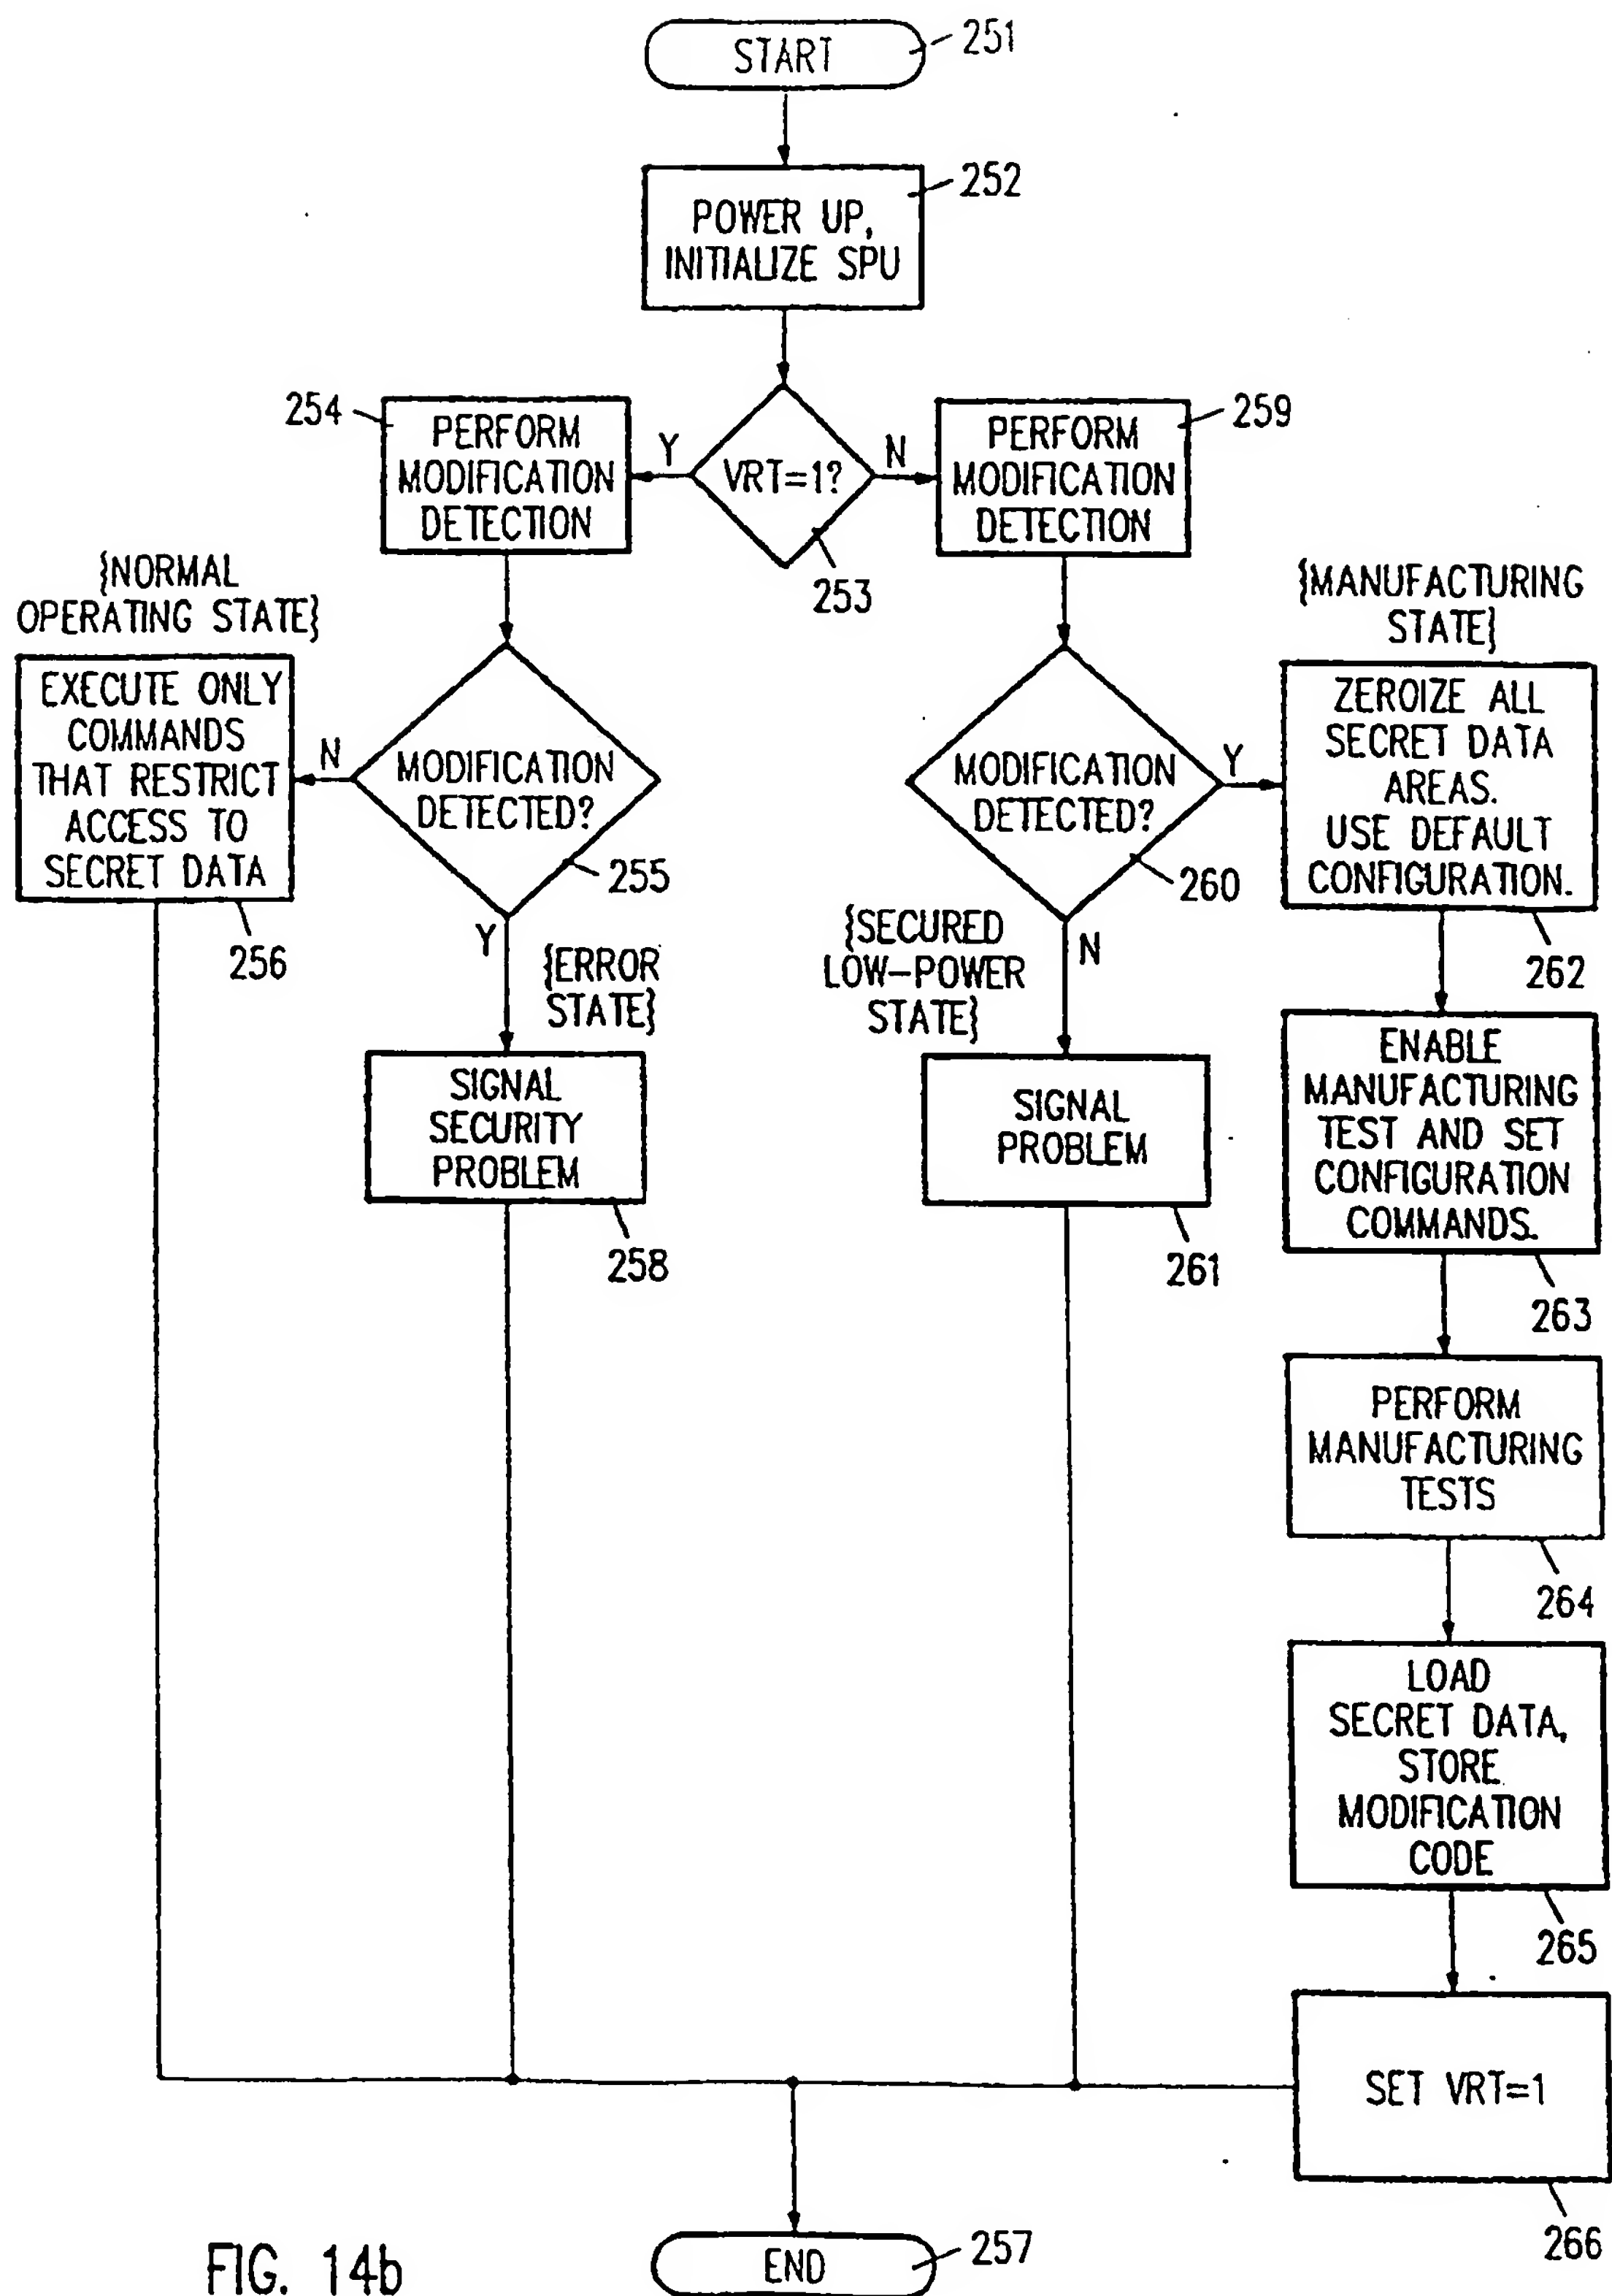 START
251
252
POWER UP,
INITIALIZE SPU
254
PERFORM
MODIFICATION
DETECTION
Y
VRT=1?
N
253
PERFORM
MODIFICATION
DETECTION
259
{NORMAL
OPERATING STATE}
EXECUTE ONLY
COMMANDS
THAT RESTRICT
ACCESS TO
SECRET DATA
256
N
MODIFICATION
DETECTED?
255
Y
{ERROR
STATE}
SIGNAL
SECURITY
PROBLEM
258
MODIFICATION
DETECTED?
260
Y
{SECURED
LOW-POWER
STATE}
N
SIGNAL
PROBLEM
261
{MANUFACTURING
STATE}
ZEROIZE ALL
SECRET DATA
AREAS.
USE DEFAULT
CONFIGURATION.
262
ENABLE
MANUFACTURING
TEST AND SET
CONFIGURATION
COMMANDS.
263
PERFORM
MANUFACTURING
TESTS
264
LOAD
SECRET DATA,
STORE
MODIFICATION
CODE
265
SET VRT=1
266
END
257
FIG. 14b